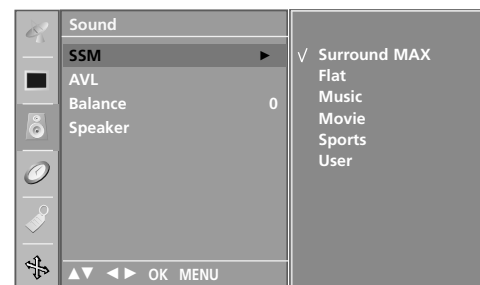 Sound
SSM ►
AVL
Balance 0
Speaker
▲▼ ◄► OK MENU
√ Surround MAX
Flat
Music
Movie
Sports
User